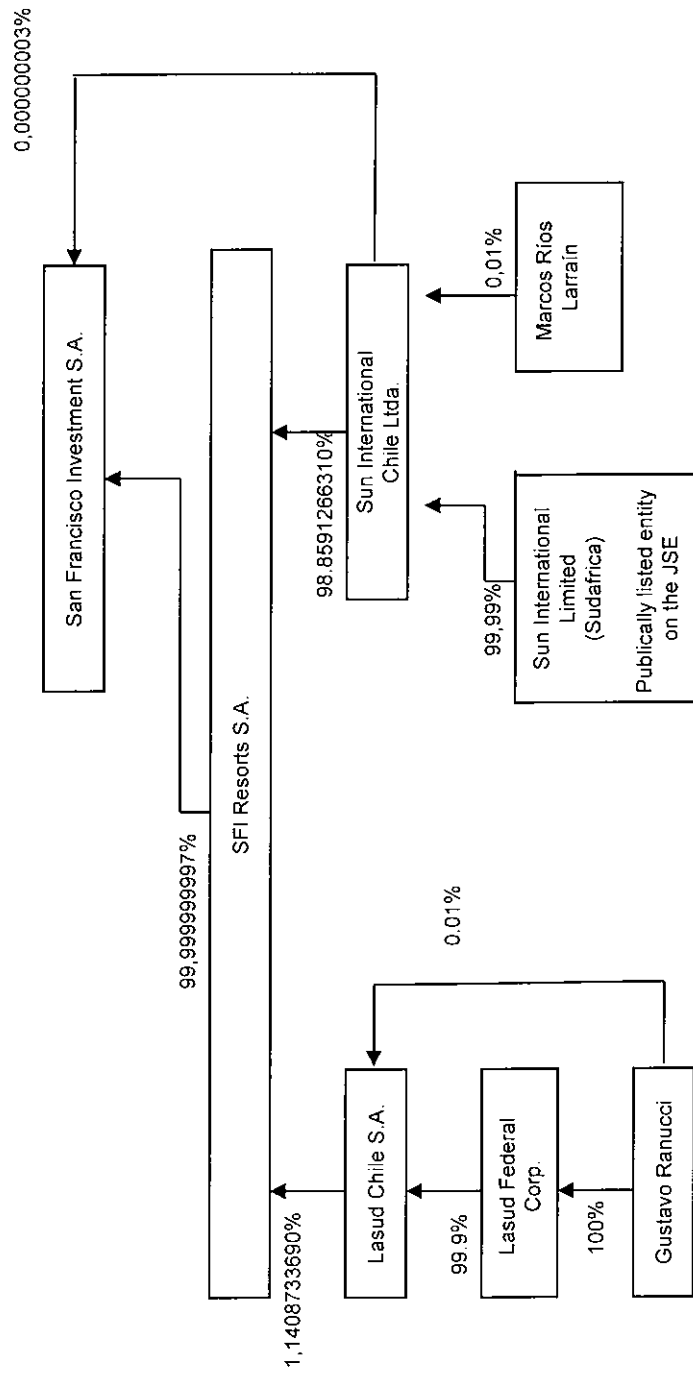 0,000000003%
San Francisco Investment S.A.
99,9999999997%
SFI Resorts S.A.
1,1408733690%
98.8591266310%
Lasud Chile S.A.
Sun International
Chile Ltda.
0.01%
99.9%
Lasud Federal
Corp.
99,99%
0,01%
100%
Gustavo Ranucci
Sun International
Limited
(Sudafrica)
Publically listed entity
on the JSE
Marcos Ríos
Larraín